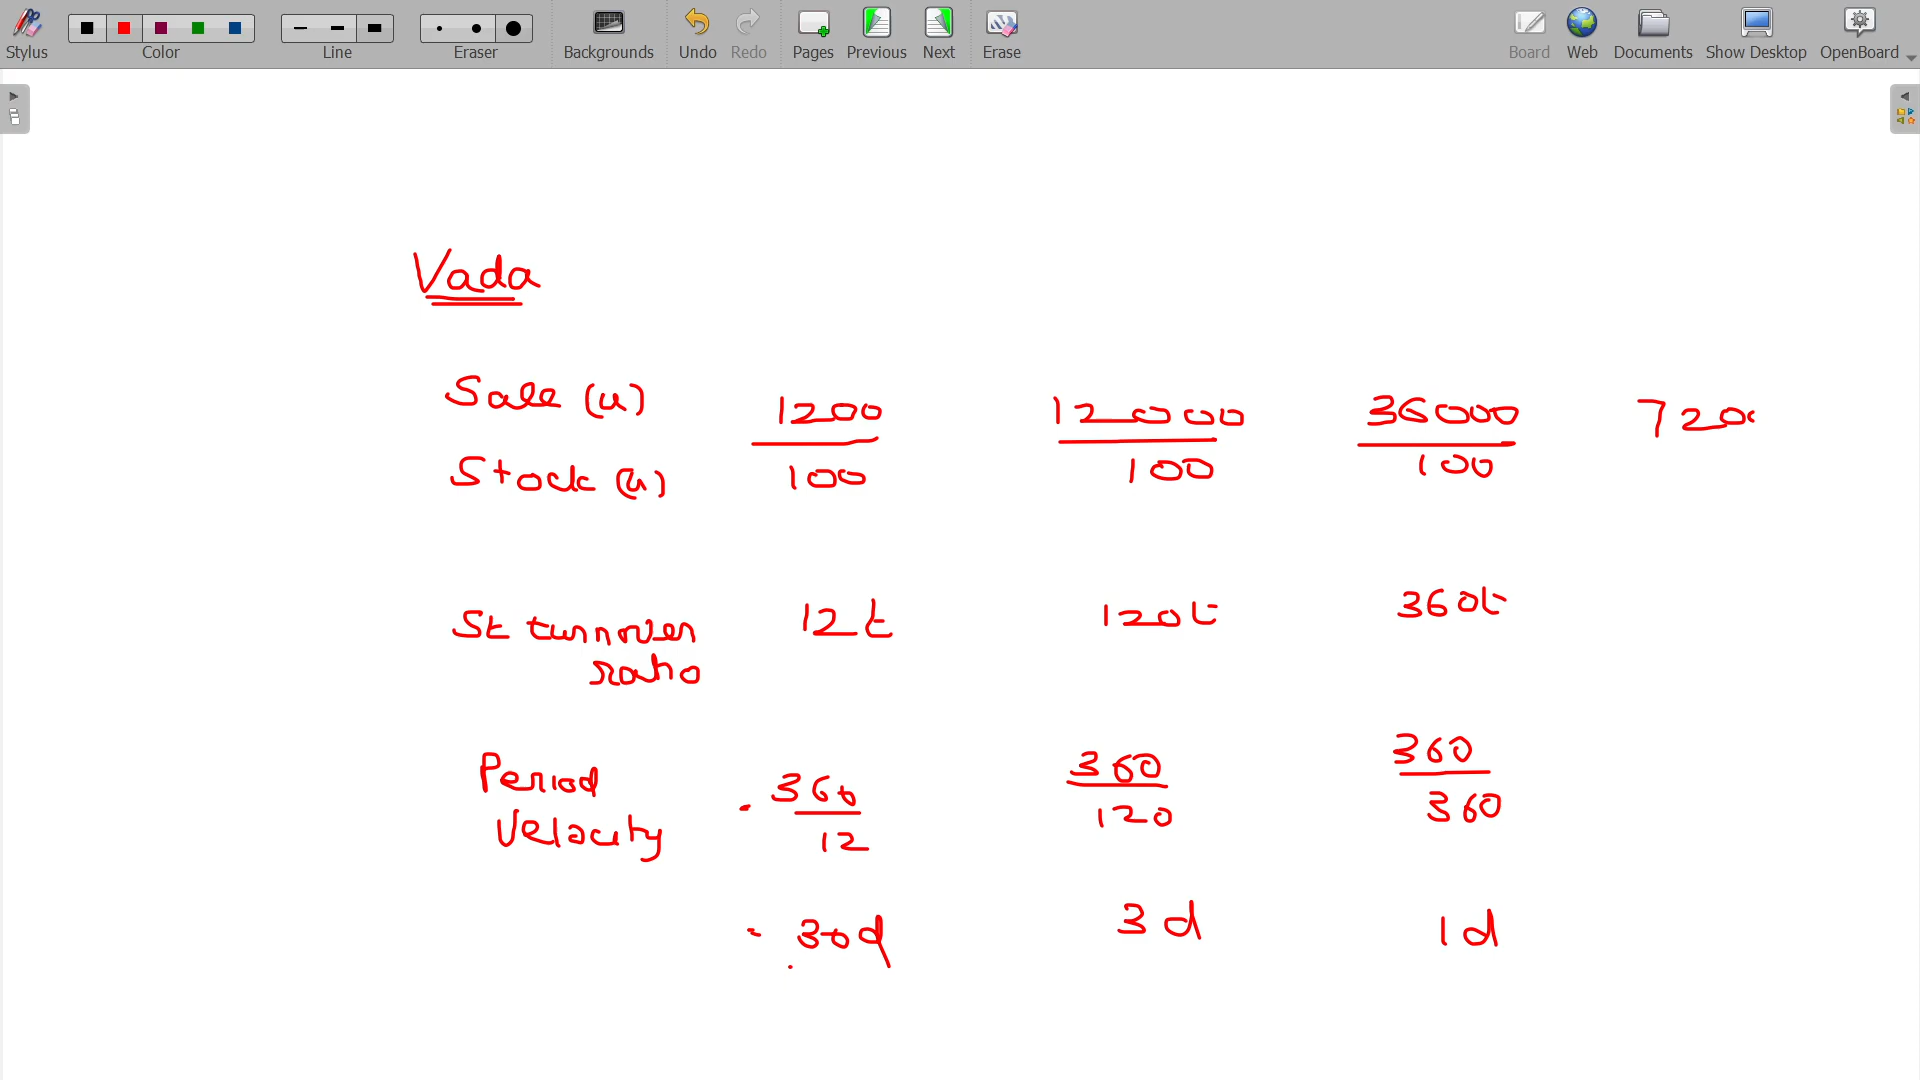 Stylus Color Line Eraser Backgrounds Undo Redo Pages Previous Next Erase Board Web Documents Show Desktop OpenBoard
Vada
Sale (u) 1200 120000 36000 7200
Stock (u) 100 100 100
St turnover 12t 120t 360t
ratio
Period 360 360 360
Velocity 12 120 360
= 30d 3d 1d